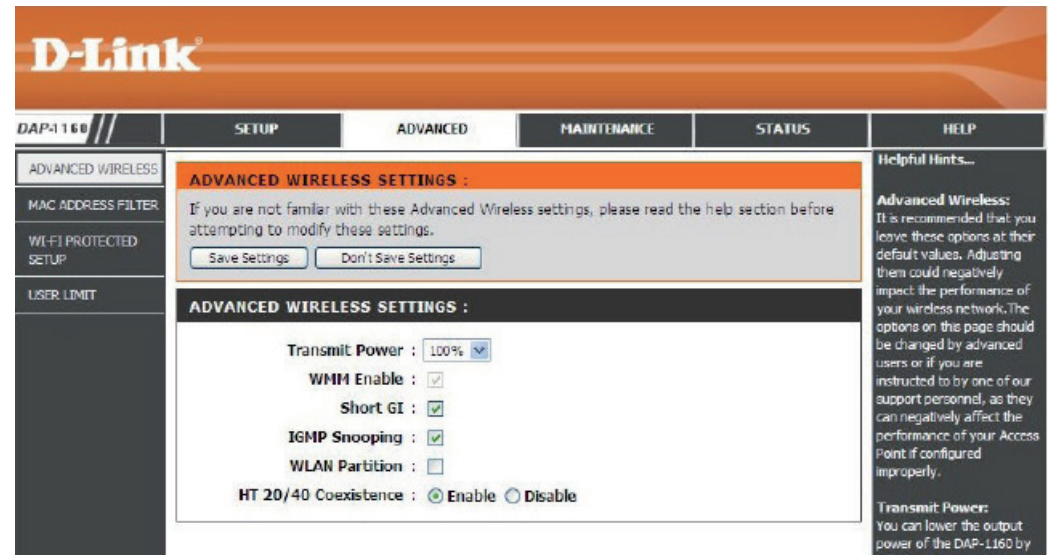 D-Link®
DAP-1160
SETUP
ADVANCED
MAINTENANCE
STATUS
HELP
ADVANCED WIRELESS
MAC ADDRESS FILTER
WI-FI PROTECTED
SETUP
USER LIMIT
ADVANCED WIRELESS SETTINGS :
If you are not familar with these Advanced Wireless settings, please read the help section before
attempting to modify these settings.
Save Settings
Don't Save Settings
ADVANCED WIRELESS SETTINGS :
Transmit Power : 100%
WMM Enable :
Short GI :
IGMP Snooping :
WLAN Partition :
HT 20/40 Coexistence : Enable Disable
Helpful Hints...
Advanced Wireless:
It is recommended that you
leave these options at their
default values. Adjusting
them could negatively
impact the performance of
your wireless network.The
options on this page should
be changed by advanced
users or if you are
instructed to by one of our
support personnel, as they
can negatively affect the
performance of your Access
Point if configured
improperly.
Transmit Power:
You can lower the output
power of the DAP-1160 by